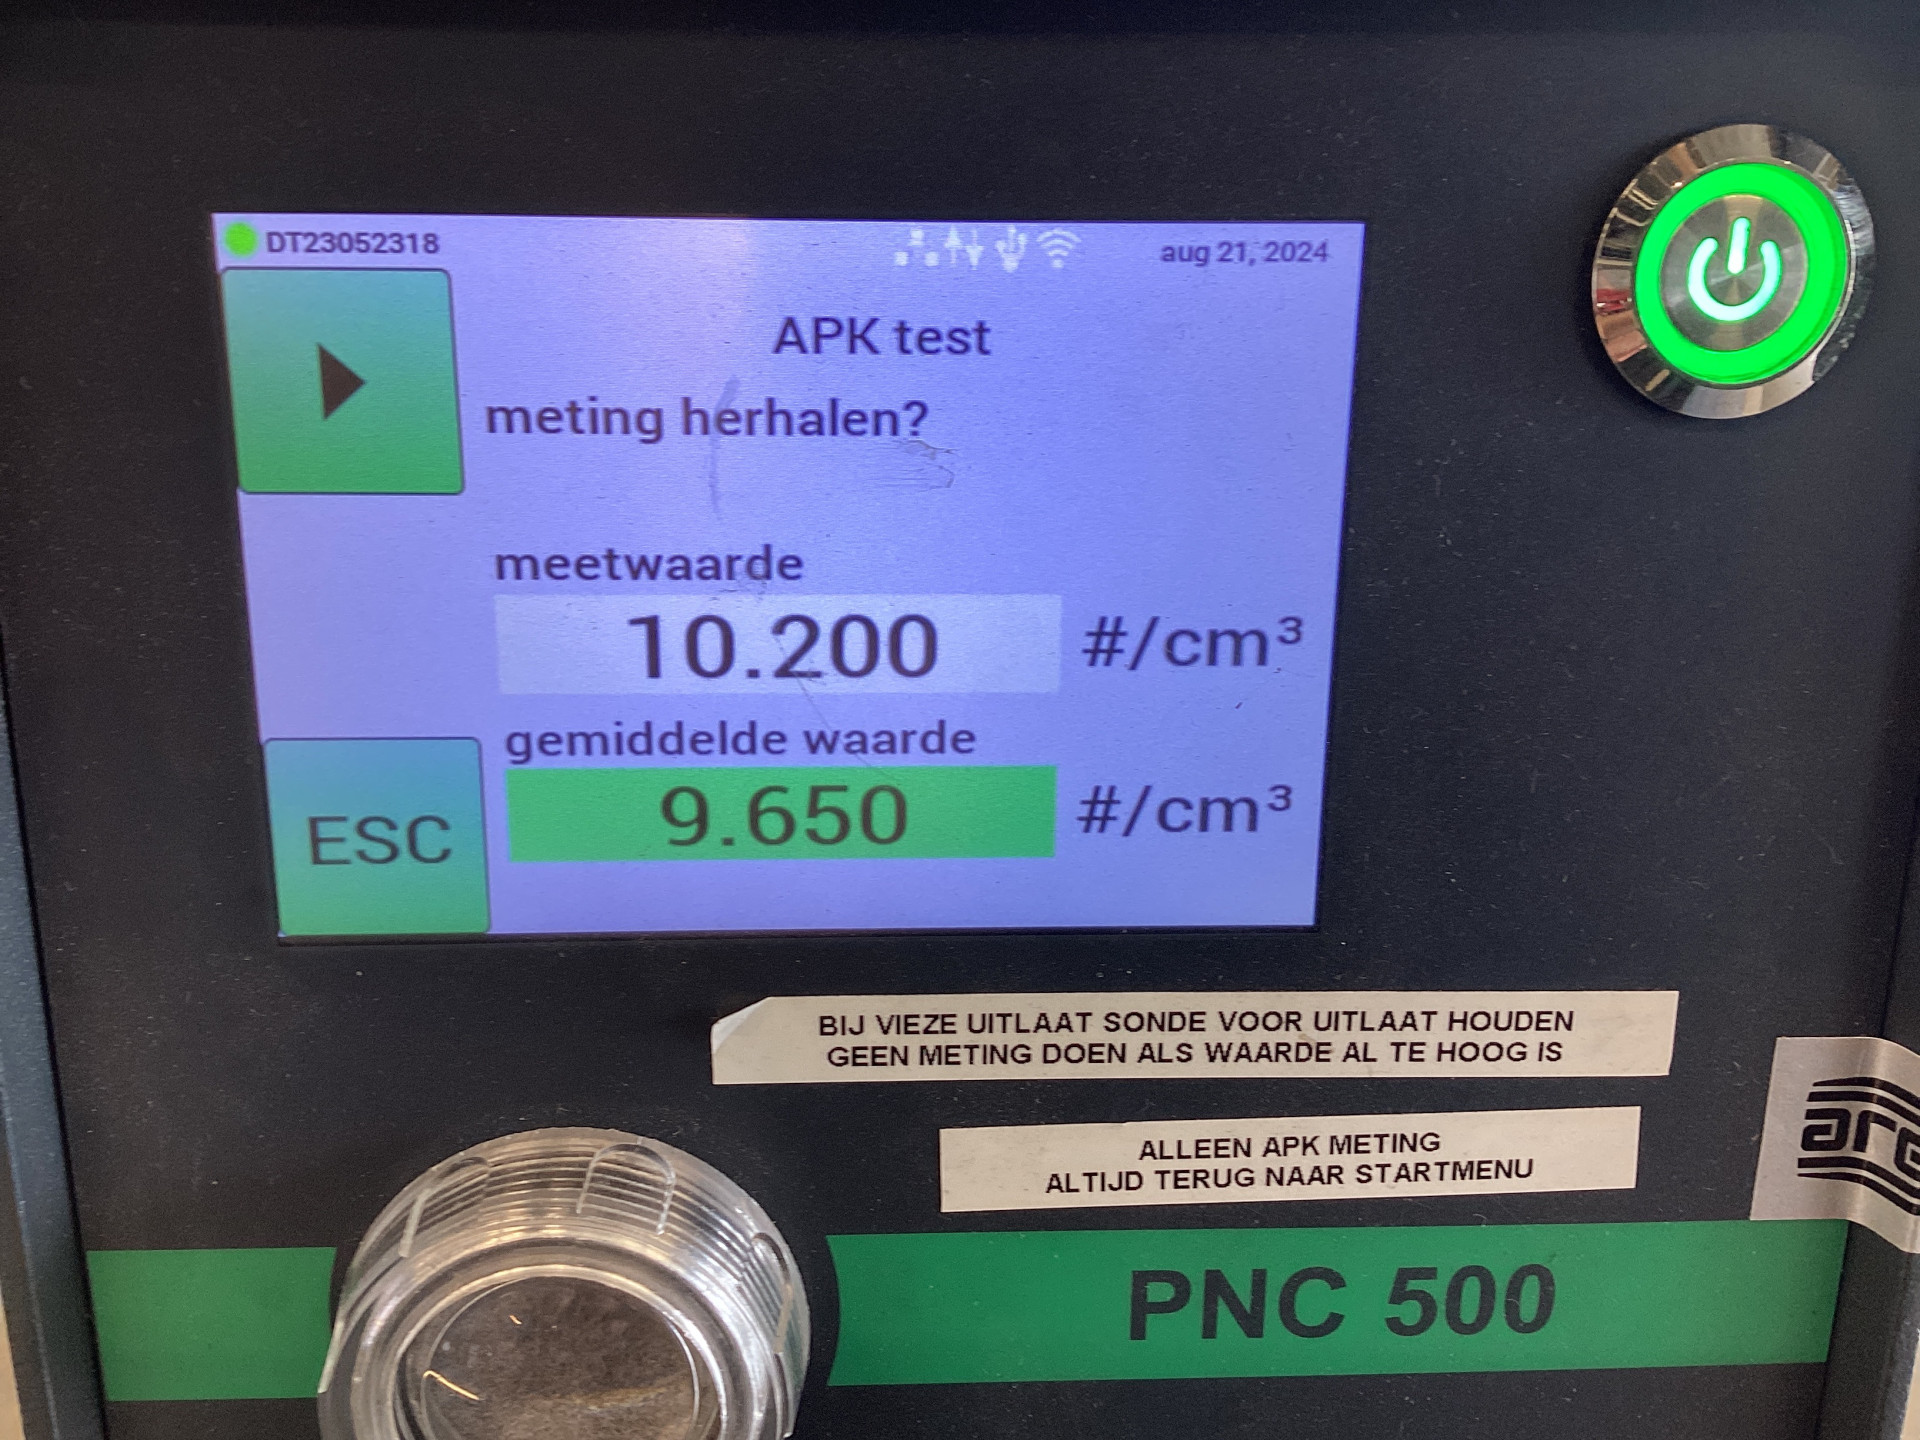 DT23052318
aug 21, 2024
APK test
meting herhalen?
meetwaarde
10.200 #/cm³
gemiddelde waarde
9.650 #/cm³
ESC
BIJ VIEZE UITLAAT SONDE VOOR UITLAAT HOUDEN
GEEN METING DOEN ALS WAARDE AL TE HOOG IS
ALLEEN APK METING
ALTIJD TERUG NAAR STARTMENU
PNC 500